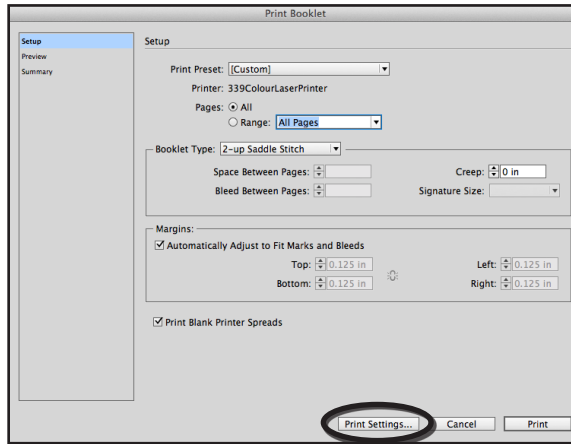 Print Booklet
Setup
Preview
Summary
Setup
Print Preset: [Custom]
Printer: 339ColourLaserPrinter
Pages: All
Range: All Pages
Booklet Type: 2-up Saddle Stitch
Space Between Pages: Creep: 0 in
Bleed Between Pages: Signature Size:
Margins:
Automatically Adjust to Fit Marks and Bleeds
Top: 0.125 in Left: 0.125 in
Bottom: 0.125 in Right: 0.125 in
Print Blank Printer Spreads
Print Settings... Cancel Print